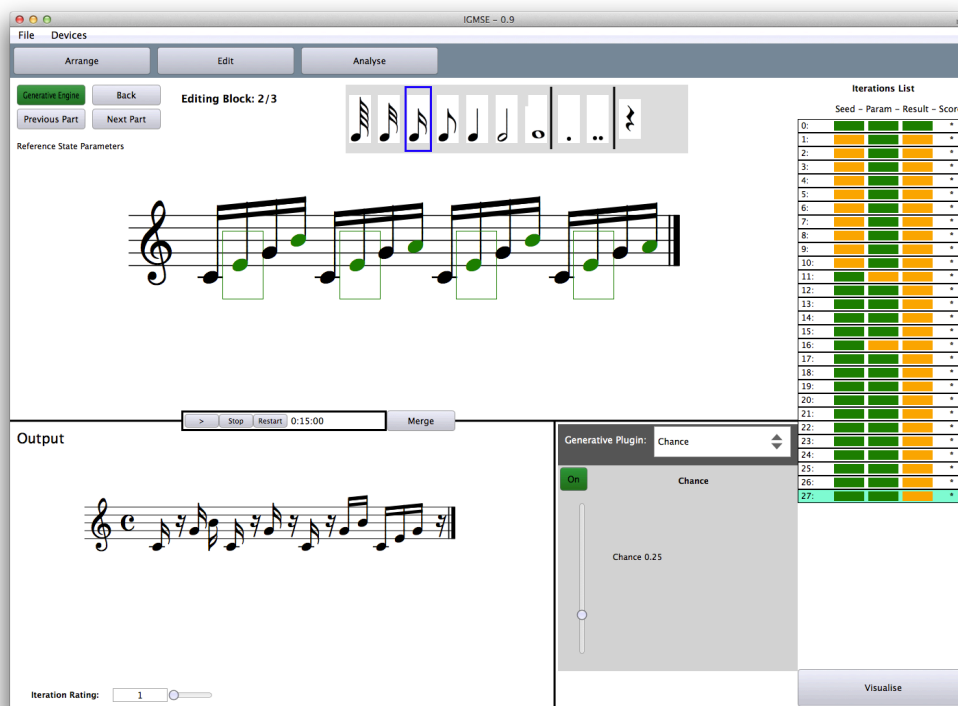 IGMSE – 0.9
File Devices
Arrange Edit Analyse
Generative Engine Back
Editing Block: 2/3
Previous Part Next Part
Reference State Parameters
Iterations List
Seed – Param – Result – Scor
0: *
1: *
2: *
3: *
4: *
5: *
6: *
7: *
8: *
9: *
10: *
11: *
12: *
13: *
14: *
15: *
16: *
17: *
18: *
19: *
20: *
21: *
22: *
23: *
24: *
25: *
26: *
27: *
> Stop Restart 0:15:00 Merge
Output
Generative Plugin: Chance
On Chance
Chance 0.25
Iteration Rating: 1
Visualise